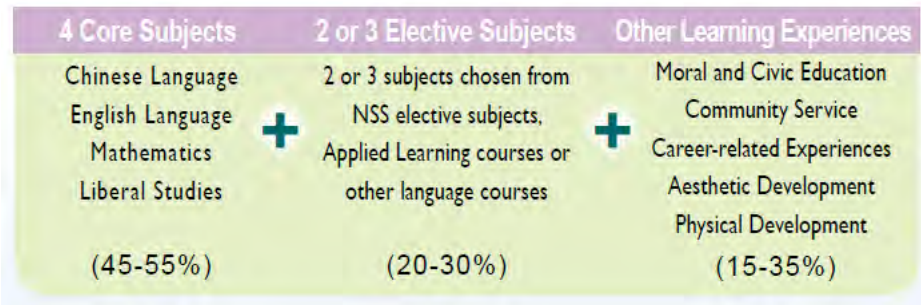 4 Core Subjects
Chinese Language
English Language
Mathematics
Liberal Studies
(45-55%)
+
2 or 3 Elective Subjects
2 or 3 subjects chosen from
NSS elective subjects,
Applied Learning courses or
other language courses
(20-30%)
+
Other Learning Experiences
Moral and Civic Education
Community Service
Career-related Experiences
Aesthetic Development
Physical Development
(15-35%)